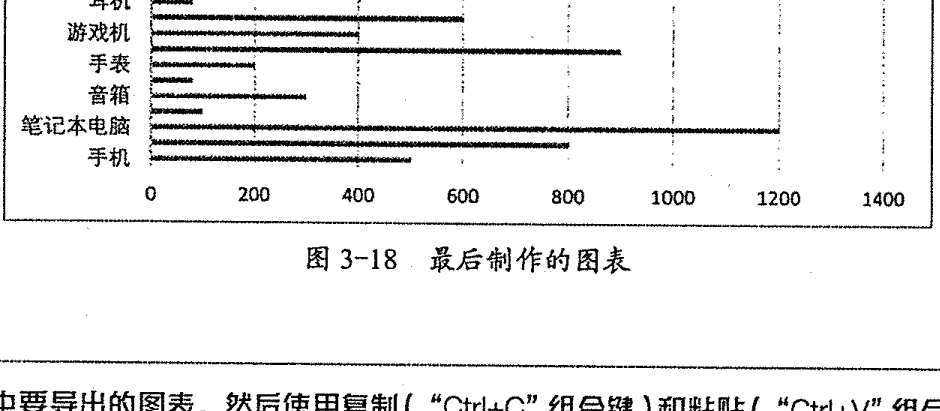 耳机
游戏机
手表
音箱
笔记本电脑
手机
0 200 400 600 800 1000 1200 1400
图 3-18 最后制作的图表
中要导出的图表，然后使用复制（“Ctrl+C”组合键）和粘贴（“Ctrl+V”组合